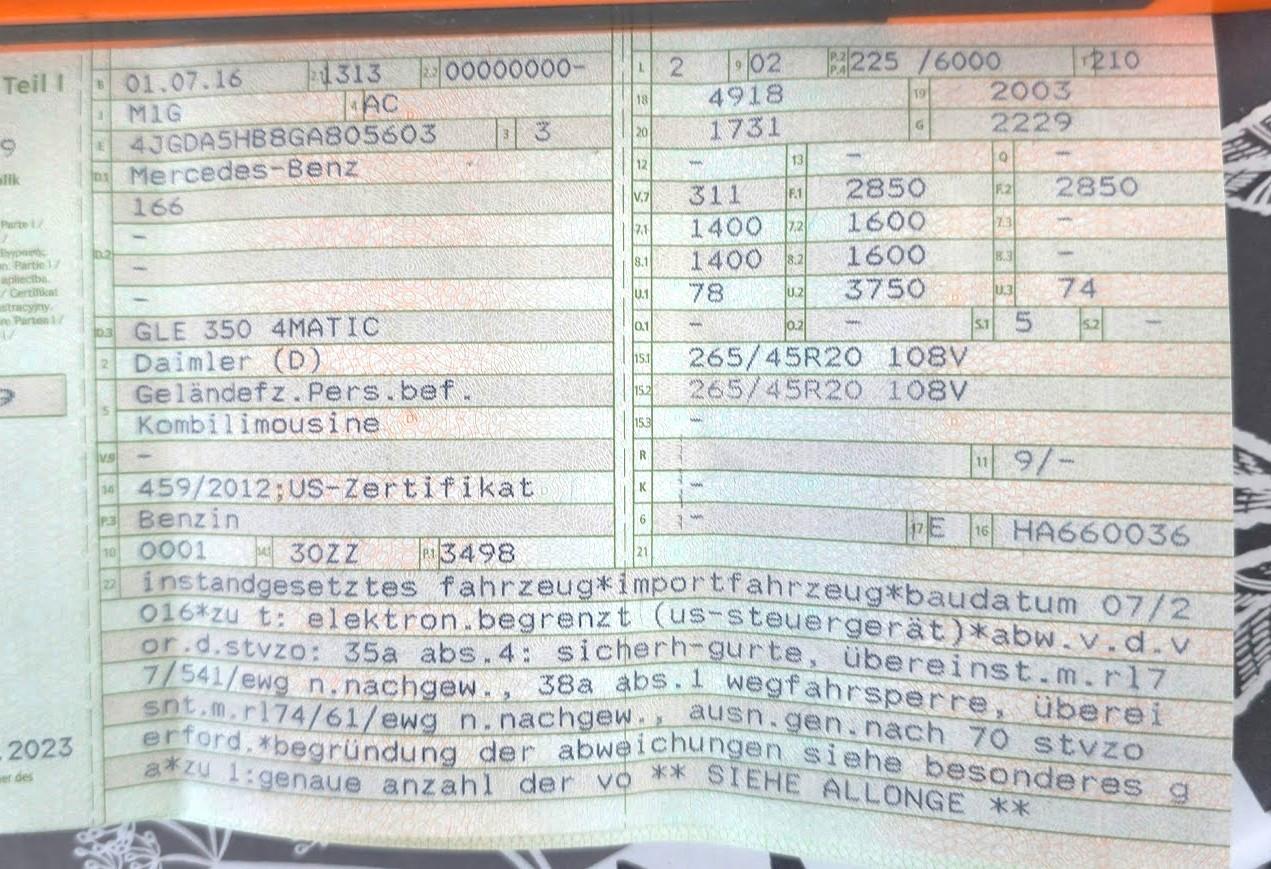 Teil I
B 01.07.16 2.1 1313 2.2 00000000-
J M1G 4 AC
E 4JGDA5HB8GA805603 3 3
D.1 Mercedes-Benz
D.2 166
-
-
-
D.3 GLE 350 4MATIC
2 Daimler (D)
5 Geländefz.Pers.bef.
Kombilimousine
V.9 -
14 459/2012;US-Zertifikat
P.3 Benzin
10 0001 14.1 30ZZ P.1 3498
L 2 9 02 P.2 P.4 225 /6000 T 210
18 4918 19 2003
20 1731 G 2229
12 - 13 - Q -
V.7 311 F.1 2850 F.2 2850
7.1 1400 7.2 1600 7.3 -
8.1 1400 8.2 1600 8.3 -
U.1 78 U.2 3750 U.3 74
O.1 - O.2 - S.1 5 S.2 -
15.1 265/45R20 108V
15.2 265/45R20 108V
15.3 -
R 11 9/-
K -
6 - 17 E 16 HA660036
21
22 instandgesetztes fahrzeug*importfahrzeug*baudatum 07/2
016*zu t: elektron.begrenzt (us-steuergerät)*abw.v.d.v
or.d.stvzo: 35a abs.4: sicherh-gurte, übereinst.m.rl7
7/541/ewg n.nachgew., 38a abs.1 wegfahrsperre, überei
snt.m.rl74/61/ewg n.nachgew., ausn.gen.nach 70 stvzo
erford.*begründung der abweichungen siehe besonderes g
a*zu l:genaue anzahl der vo ** SIEHE ALLONGE **
9
Parte I /
. Partie I /
apliecība.
/ Certifikat
.2023